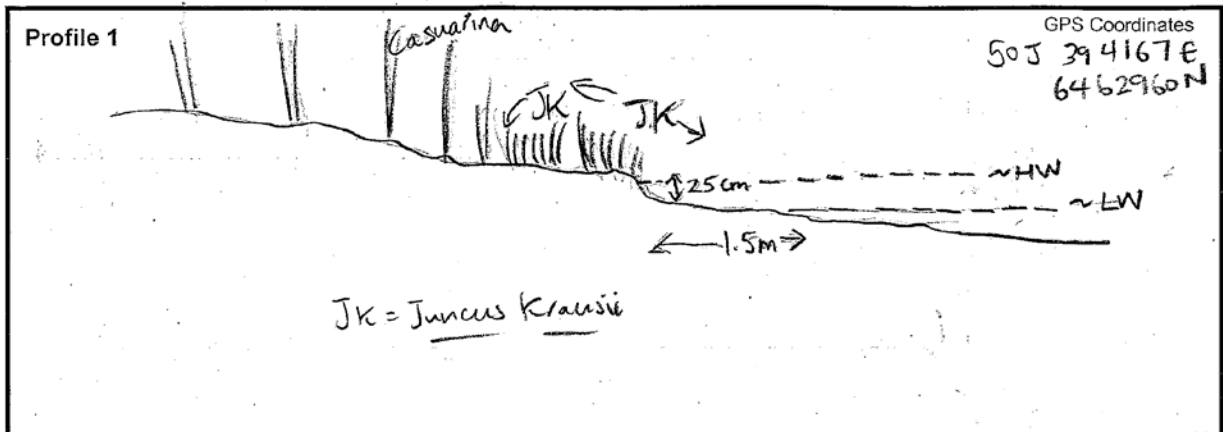 Profile 1
GPS Coordinates
50J 394167E
6462960N
Casuarina
JK JK
25cm
~HW
~LW
1.5m
JK = Juncus Krausii